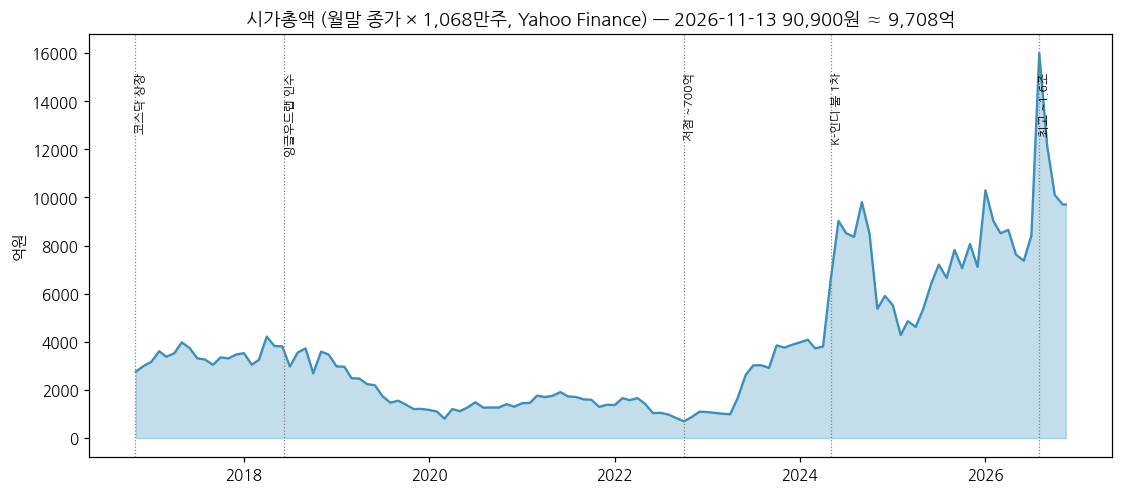 시가총액 (월말 종가 × 1,068만주, Yahoo Finance) — 2026-11-13 90,900원 ≈ 9,708억
억원
16000
14000
12000
10000
8000
6000
4000
2000
0
코스닥 상장
잉글우드랩 인수
저점 ~700억
K-인디 붐 1차
최고 ~1.6조
2018
2020
2022
2024
2026